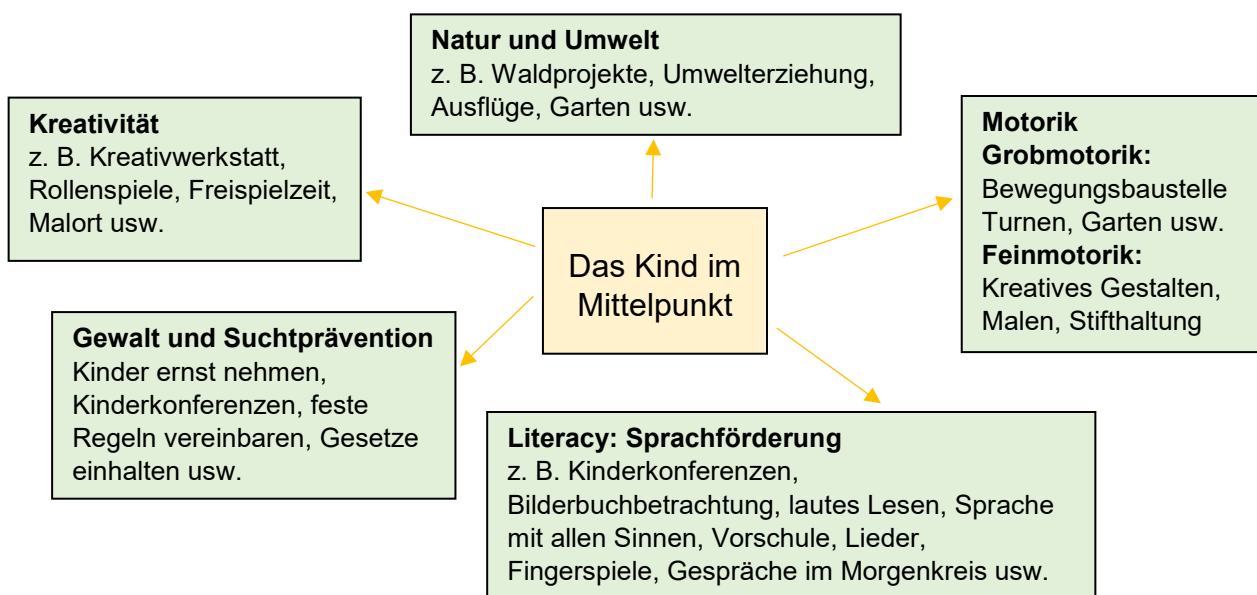 Natur und Umwelt
z. B. Waldprojekte, Umwelterziehung,
Ausflüge, Garten usw.
Kreativität
z. B. Kreativwerkstatt,
Rollenspiele, Freispielzeit,
Malort usw.
Motorik
Grobmotorik:
Bewegungsbaustelle
Turnen, Garten usw.
Feinmotorik:
Kreatives Gestalten,
Malen, Stifthaltung
Das Kind im
Mittelpunkt
Gewalt und Suchtprävention
Kinder ernst nehmen,
Kinderkonferenzen, feste
Regeln vereinbaren, Gesetze
einhalten usw.
Literacy: Sprachförderung
z. B. Kinderkonferenzen,
Bilderbuchbetrachtung, lautes Lesen, Sprache
mit allen Sinnen, Vorschule, Lieder,
Fingerspiele, Gespräche im Morgenkreis usw.